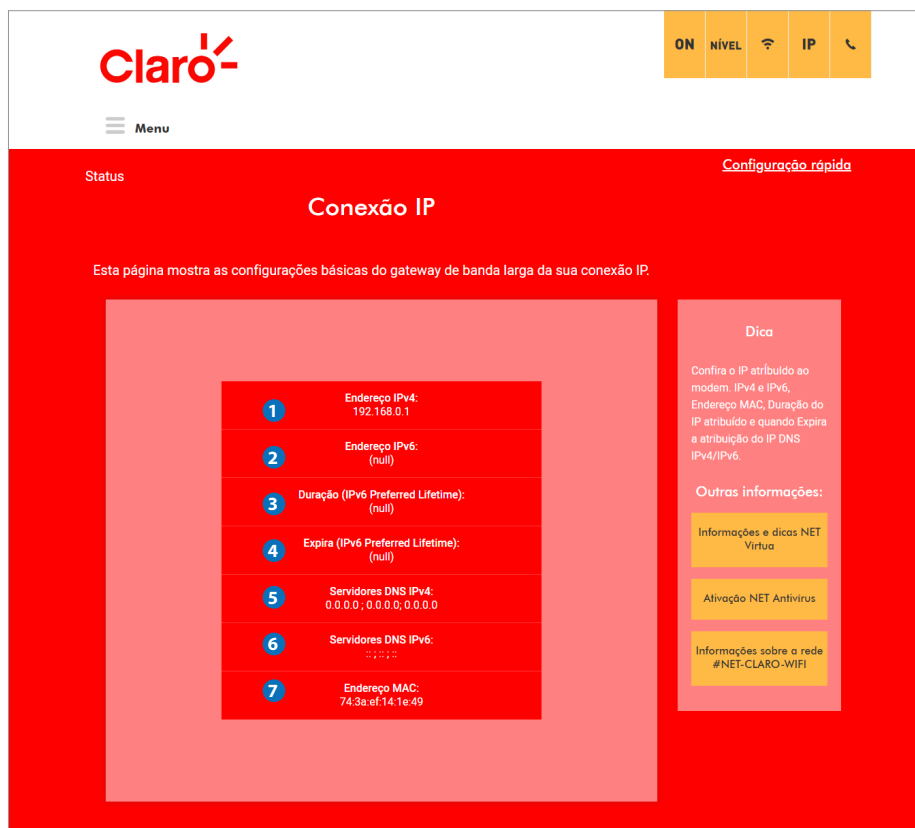 Claro
ON NÍVEL IP
Menu
Configuração rápida
Status
Conexão IP
Esta página mostra as configurações básicas do gateway de banda larga da sua conexão IP.
1
Endereço IPv4:
192.168.0.1
2
Endereço IPv6:
(null)
3
Duração (IPv6 Preferred Lifetime):
(null)
4
Expira (IPv6 Preferred Lifetime):
(null)
5
Servidores DNS IPv4:
0.0.0.0 ; 0.0.0.0; 0.0.0.0
6
Servidores DNS IPv6:
:: ; :: ; ::
7
Endereço MAC:
74:3a:ef:14:1e:49
Dica
Confira o IP atrÍbuído ao
modem. IPv4 e IPv6,
Endereço MAC, Duração do
IP atribuído e quando Expira
a atribuição do IP DNS
IPv4/IPv6.
Outras informações:
Informações e dicas NET
Virtua
Ativação NET Antivirus
Informações sobre a rede
#NET-CLARO-WIFI